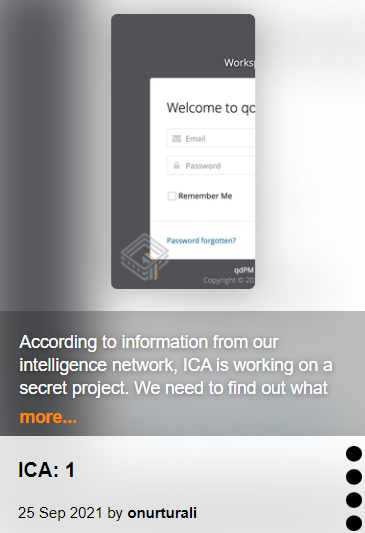 Works
Welcome to qd
Email
Password
Remember Me
Password forgotten?
qdPM
Copyright © 20
According to information from our
intelligence network, ICA is working on a
secret project. We need to find out what
more...
ICA: 1
25 Sep 2021 by onurturali